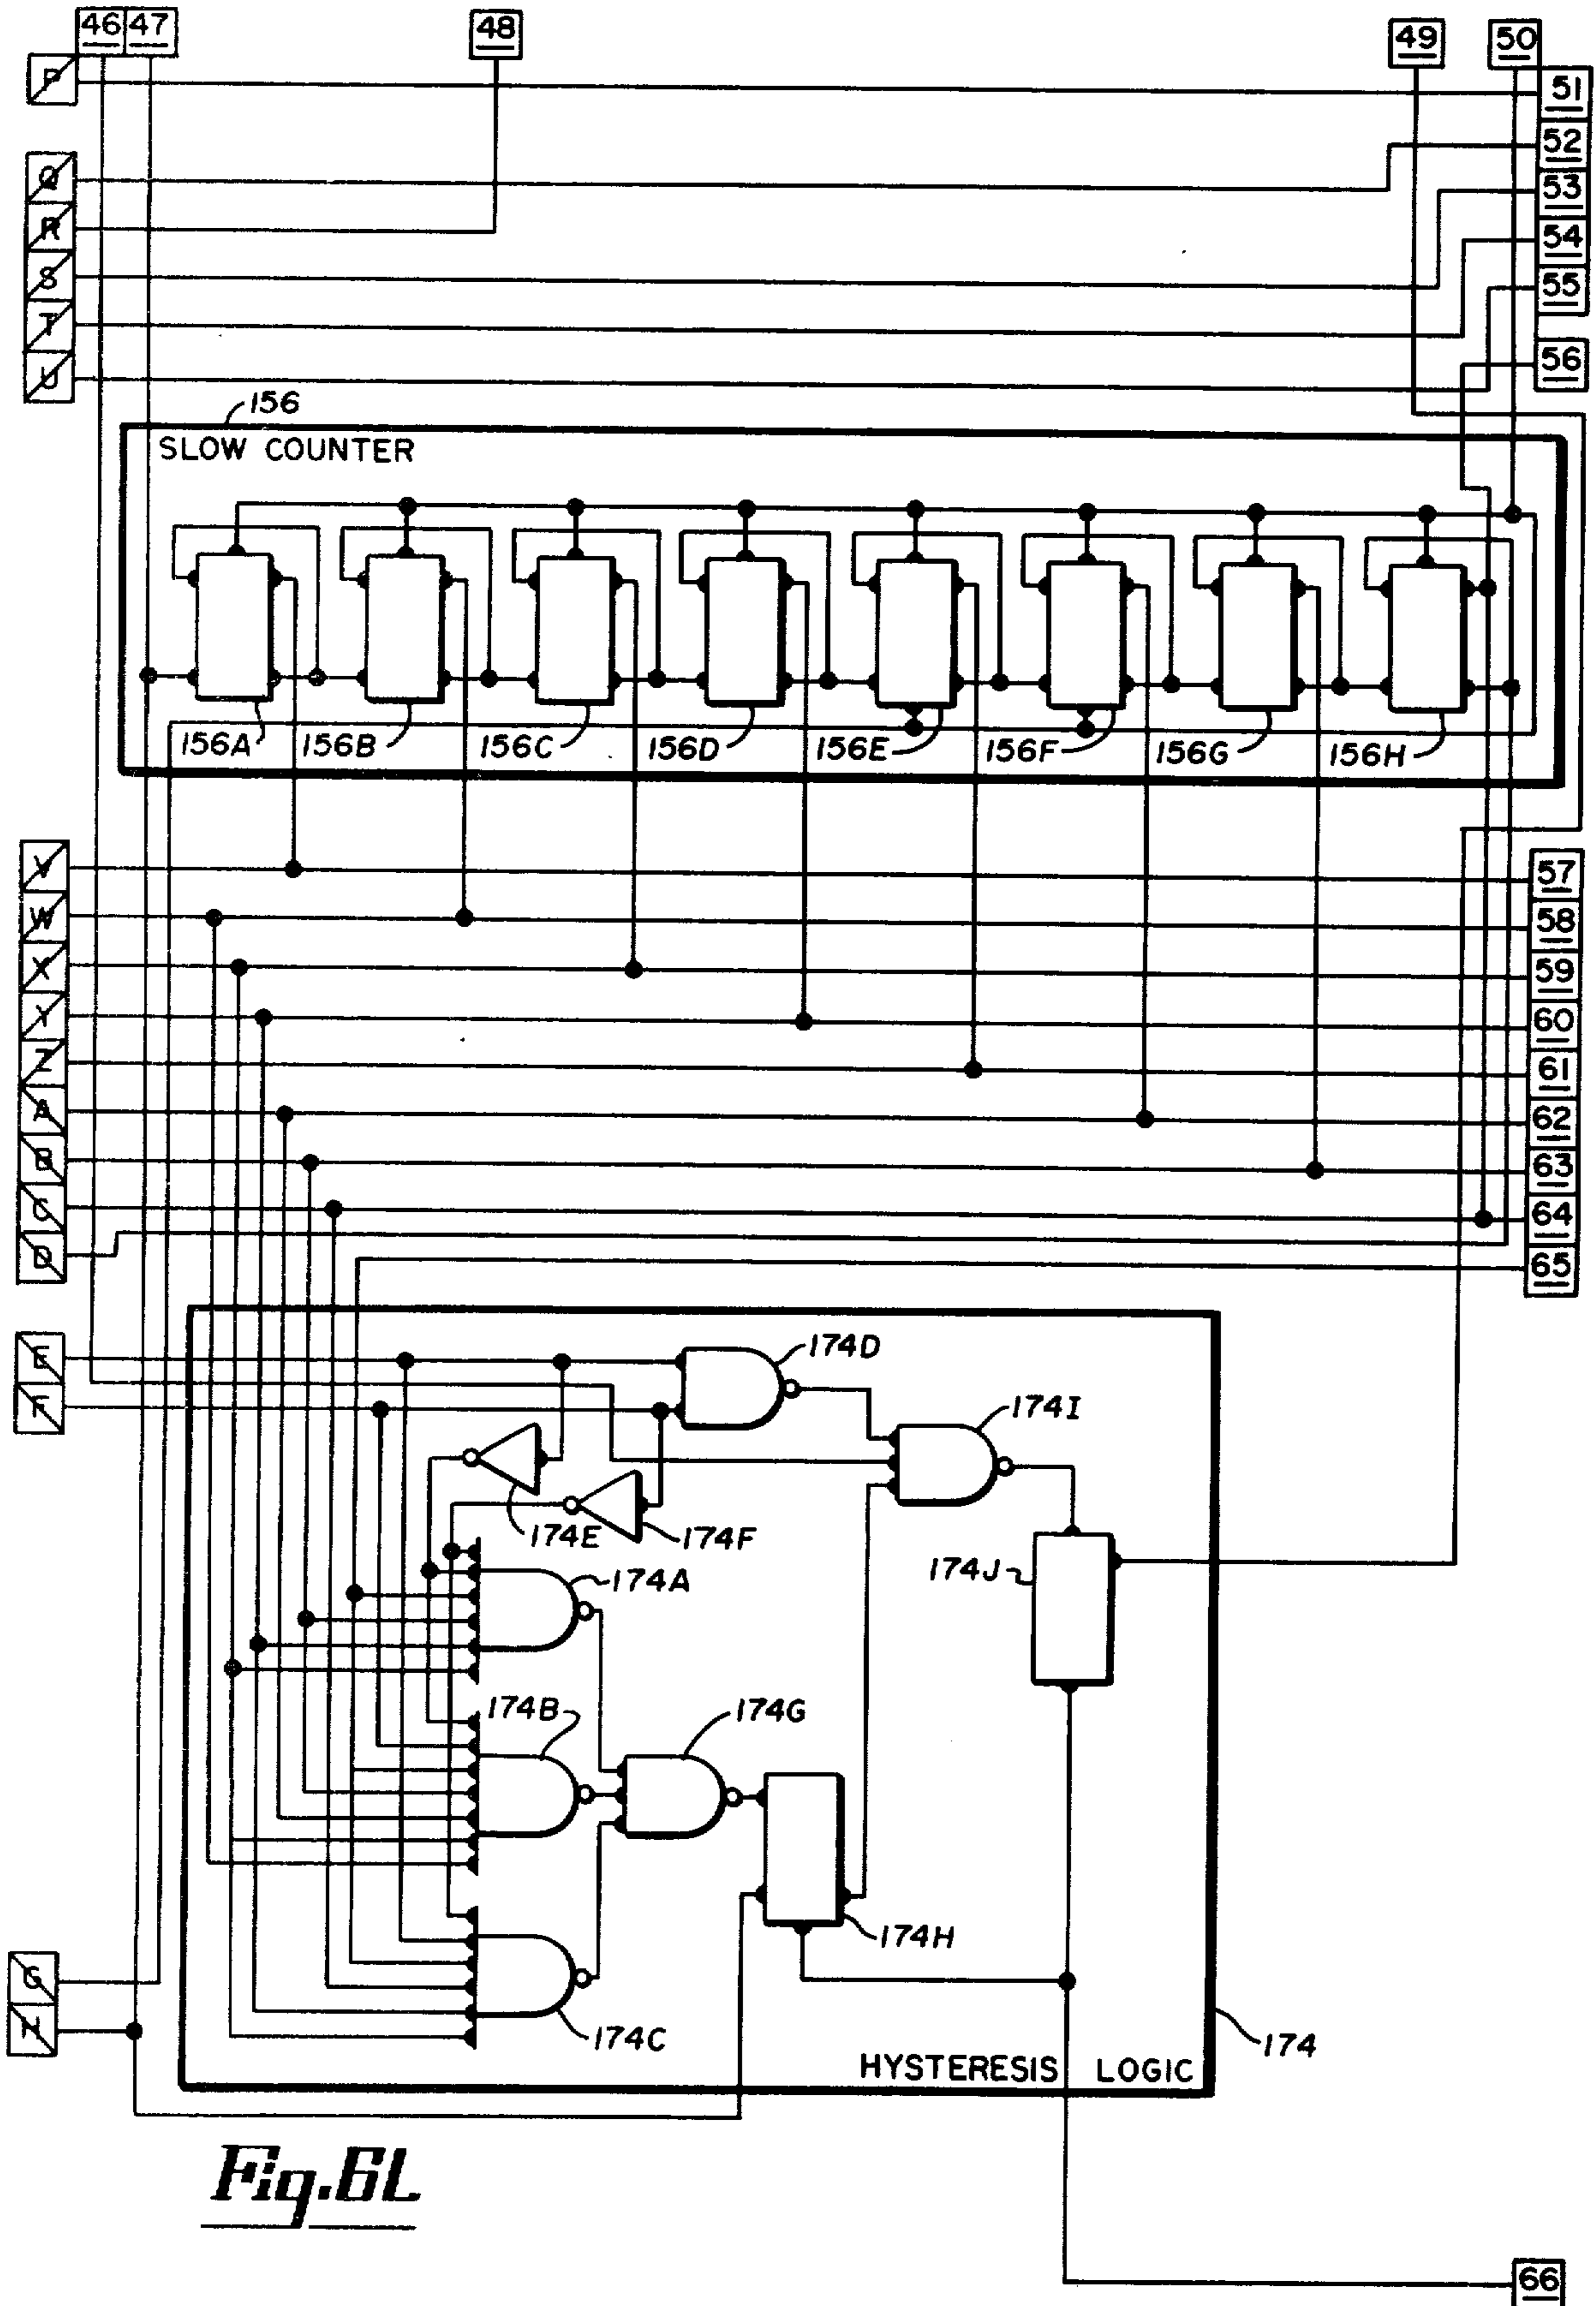 46 47 48 49 50
P 51
52
Q 53
R 54
S 55
T
U 56
156
SLOW COUNTER
156A 156B 156C 156D 156E 156F 156G 156H
V 57
W 58
X 59
Y 60
Z 61
A 62
B 63
C 64
D 65
E 174D
F 174I
174E 174F
174A 174J
174B 174G
174H
G
H
174C 174
HYSTERESIS LOGIC
Fig. 6L
66